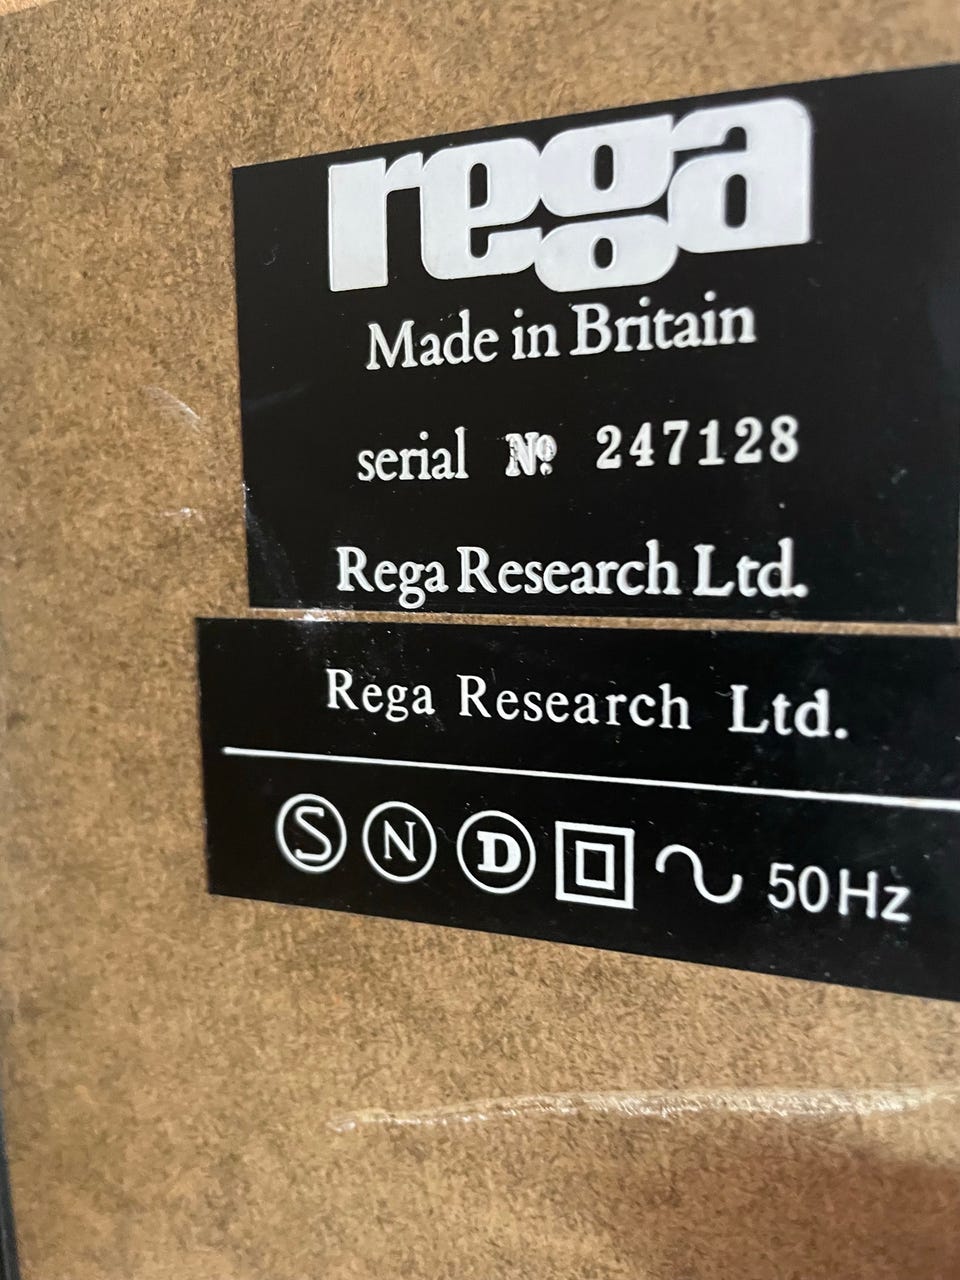 rega
Made in Britain
serial Nº 247128
Rega Research Ltd.
Rega Research Ltd.
S N D 50Hz